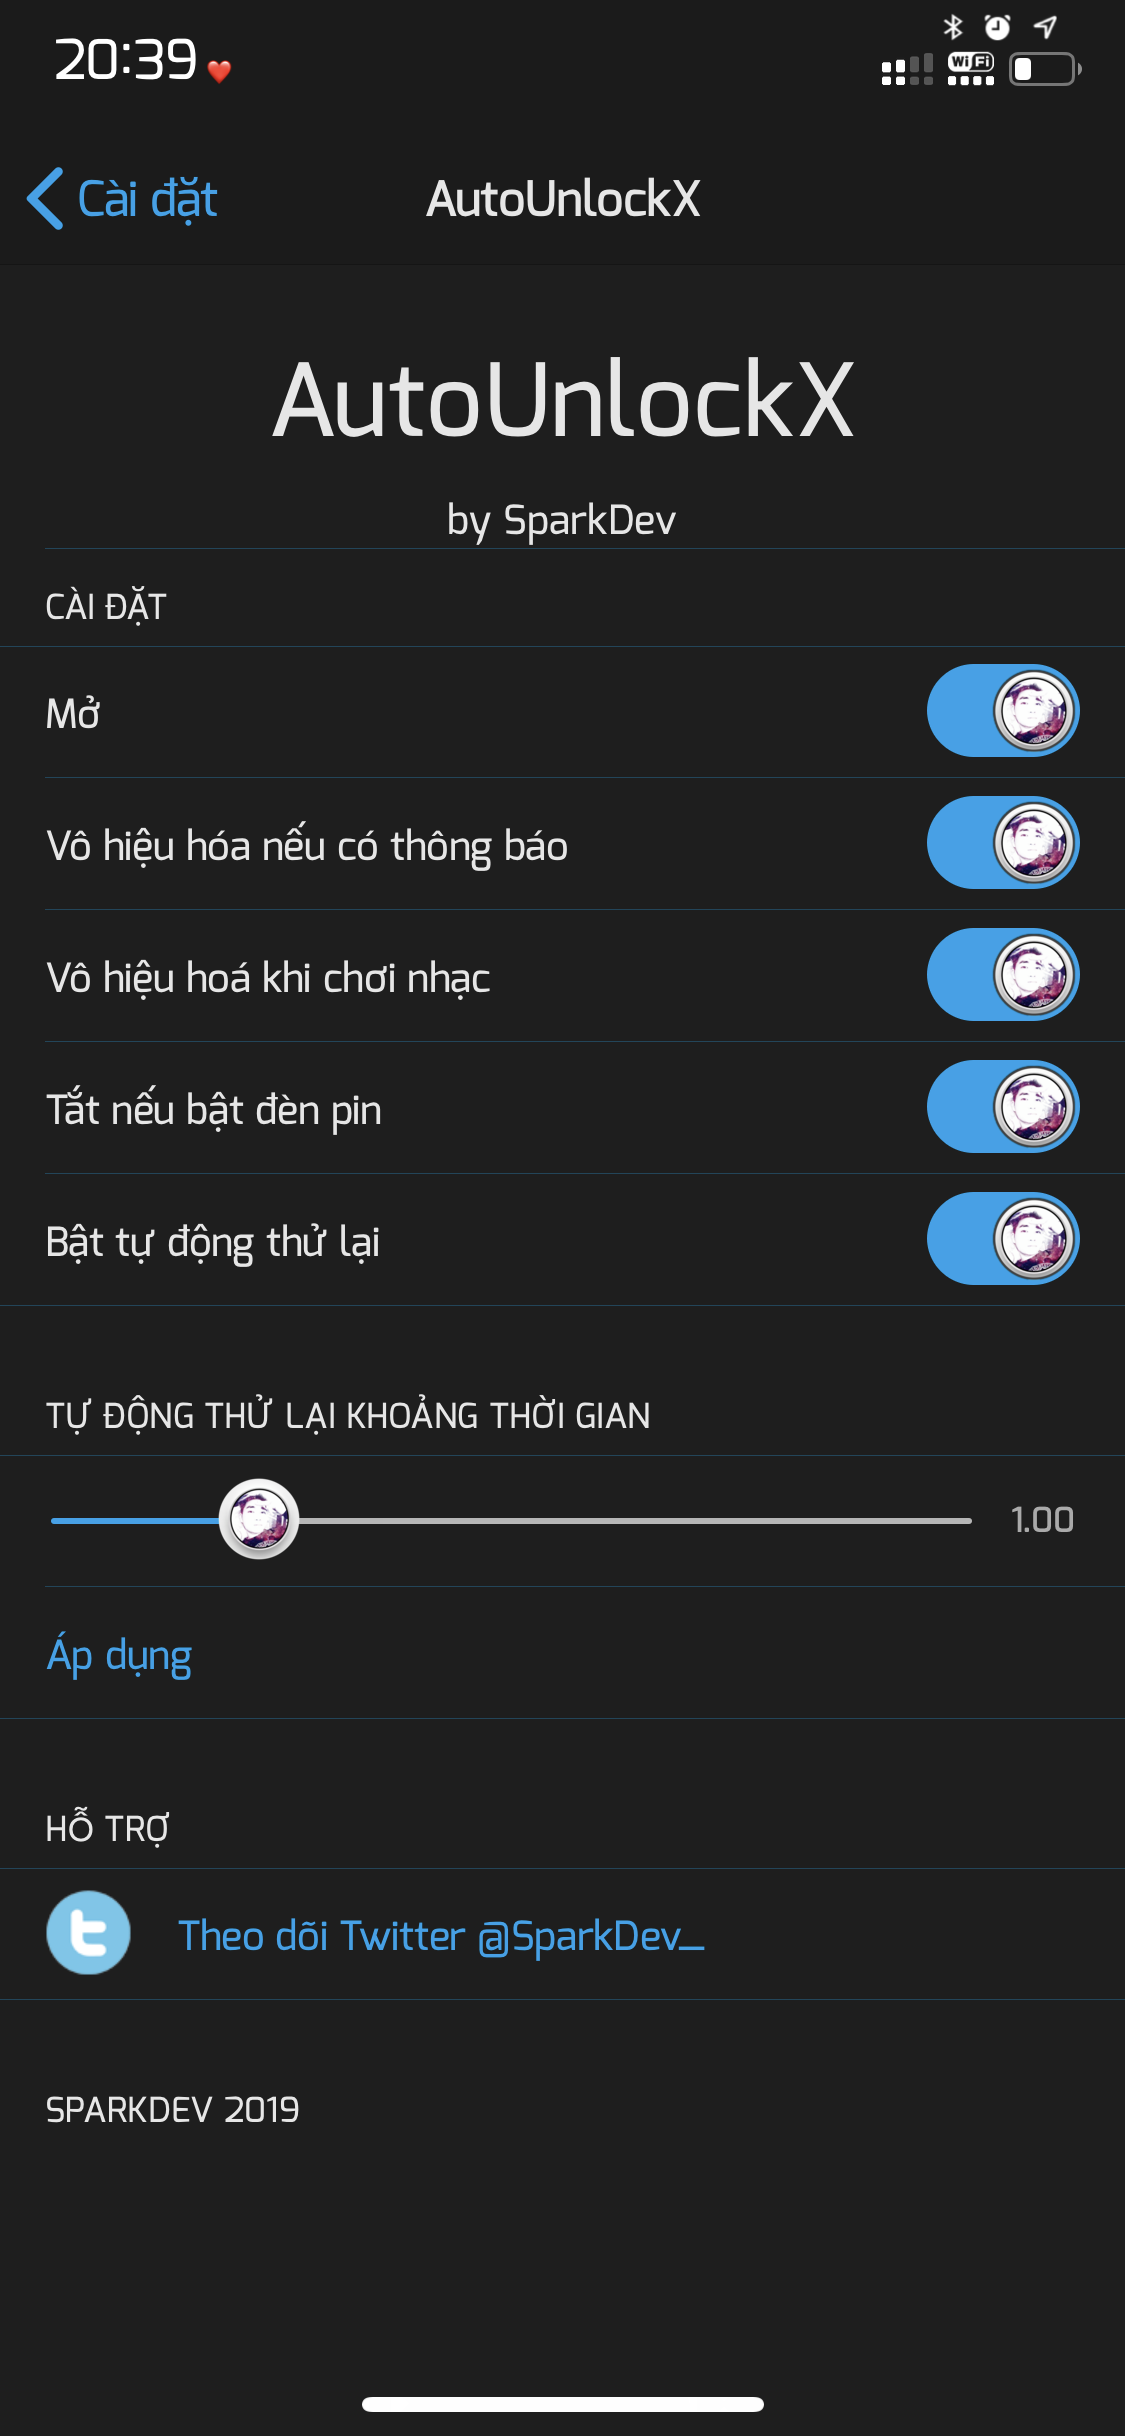 20:39
WiFi
Cài đặt
AutoUnlockX
AutoUnlockX
by SparkDev
CÀI ĐẶT
Mở
Vô hiệu hóa nếu có thông báo
Vô hiệu hoá khi chơi nhạc
Tắt nếu bật đèn pin
Bật tự động thử lại
TỰ ĐỘNG THỬ LẠI KHOẢNG THỜI GIAN
1.00
Áp dụng
HỖ TRỢ
Theo dõi Twitter @SparkDev_
SPARKDEV 2019